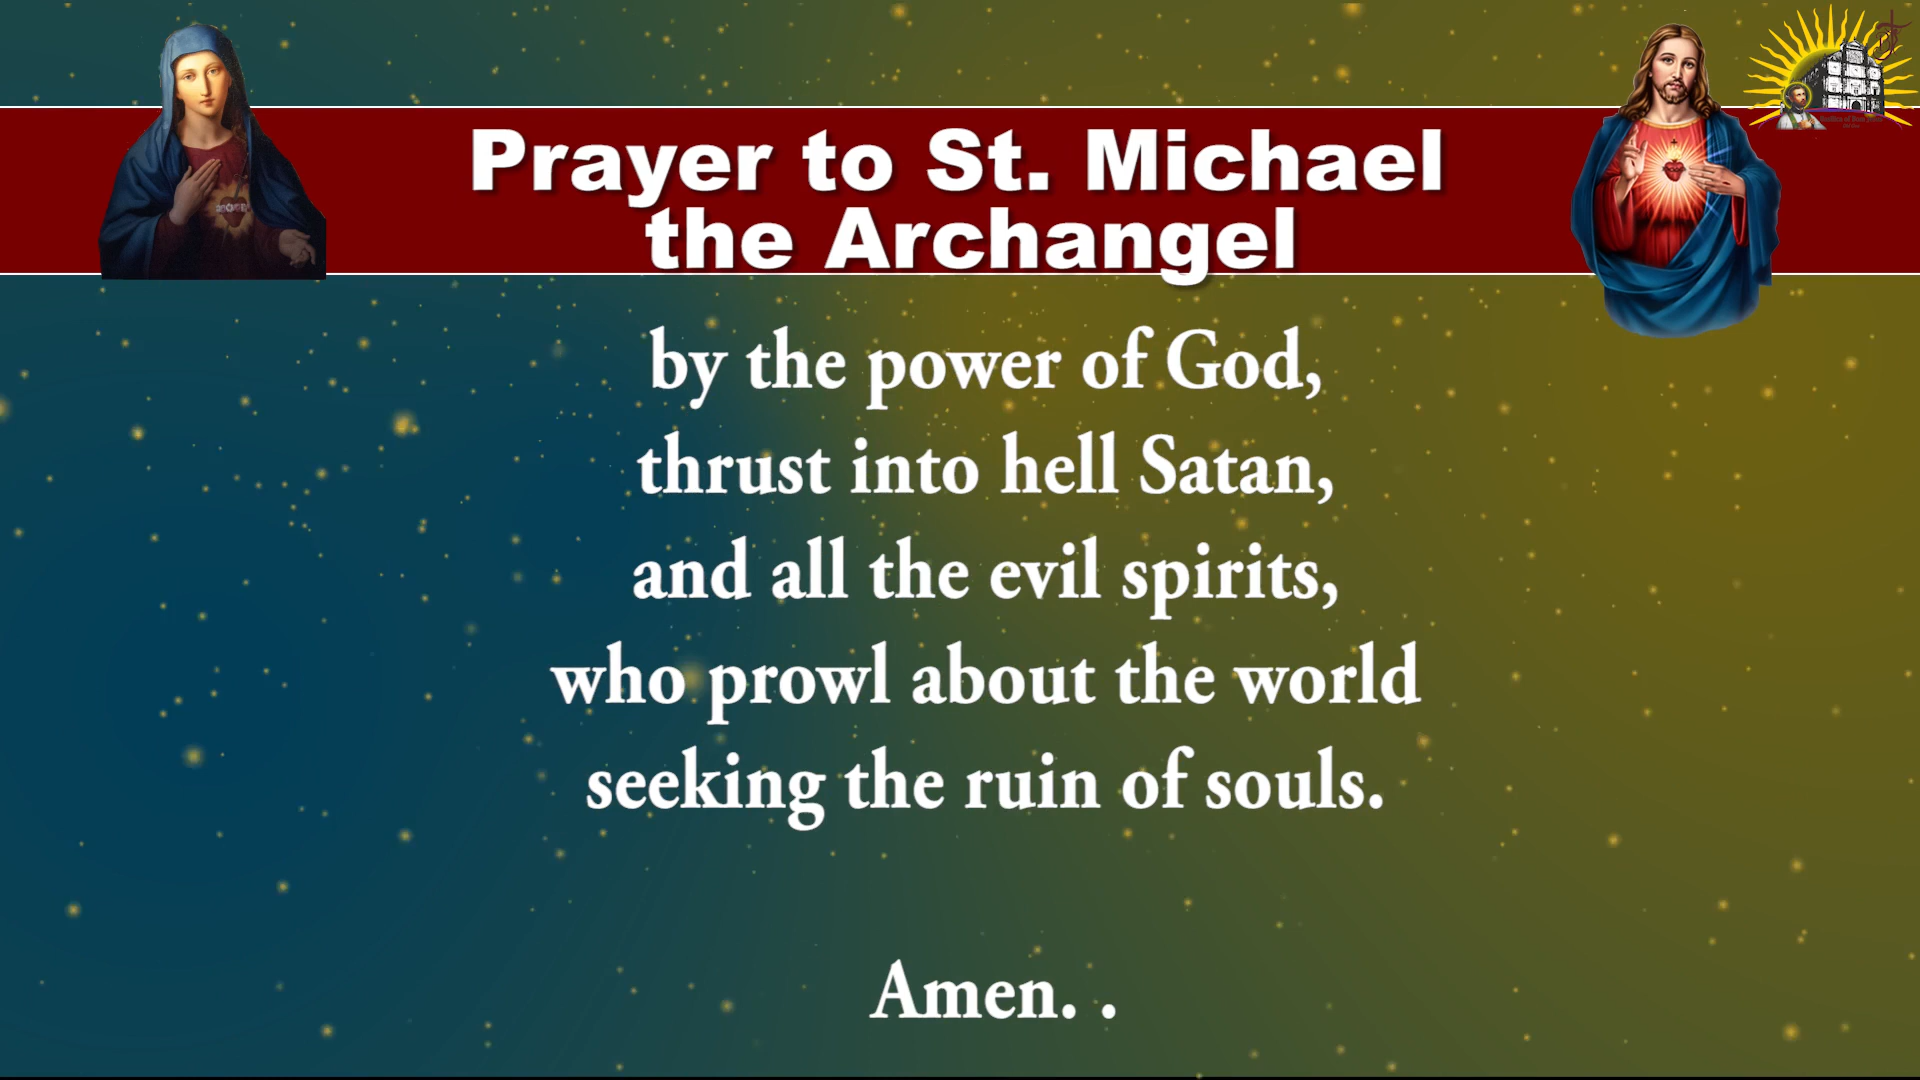 Prayer to St. Michael
the Archangel
by the power of God,
thrust into hell Satan,
and all the evil spirits,
who prowl about the world
seeking the ruin of souls.
Amen. .